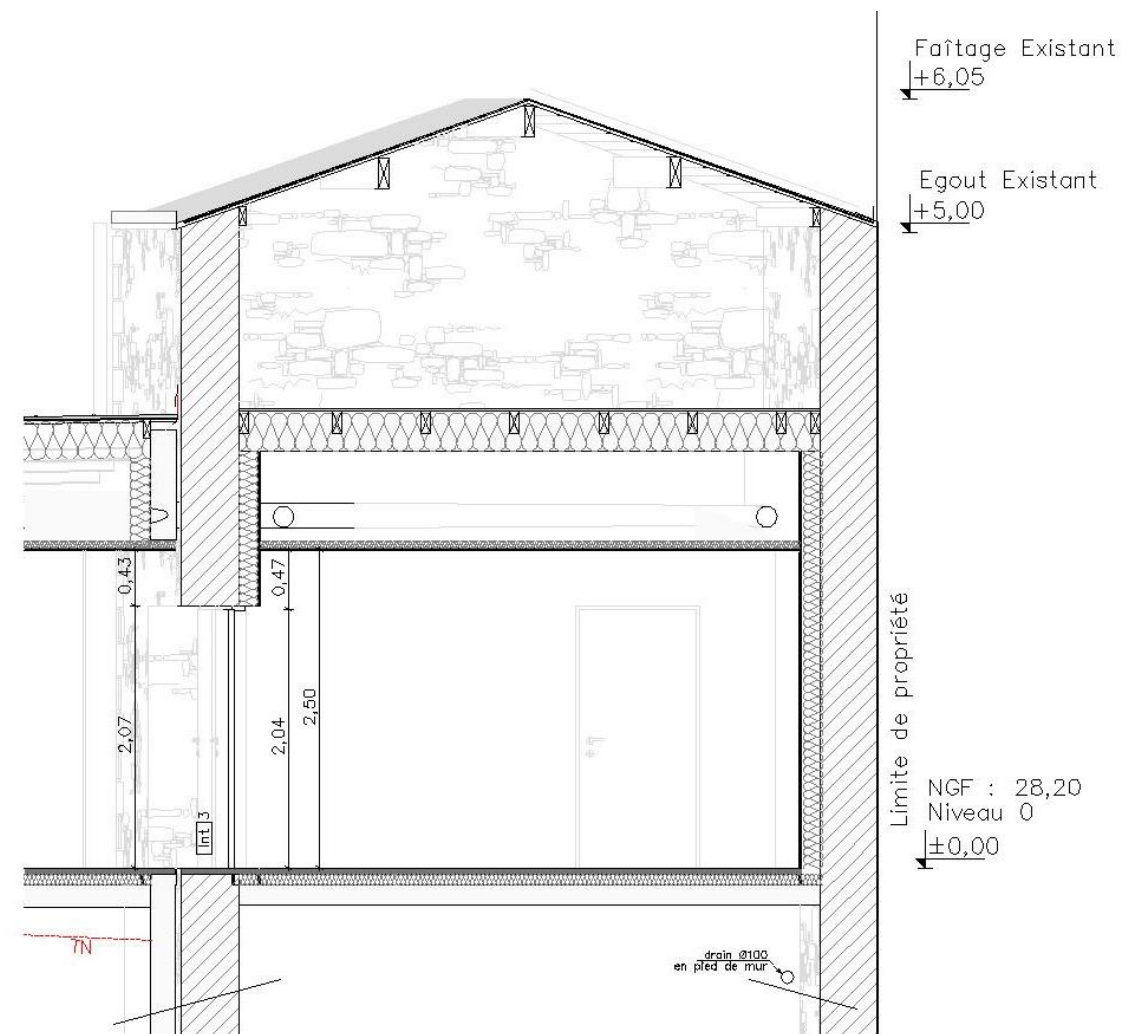 Faîtage Existant
+6,05
Egout Existant
+5,00
0,43
0,47
2,07
2,04
2,50
Int 3
Limite de propriété
NGF : 28,20
Niveau 0
±0,00
TN
drain Ø100
en pied de mur